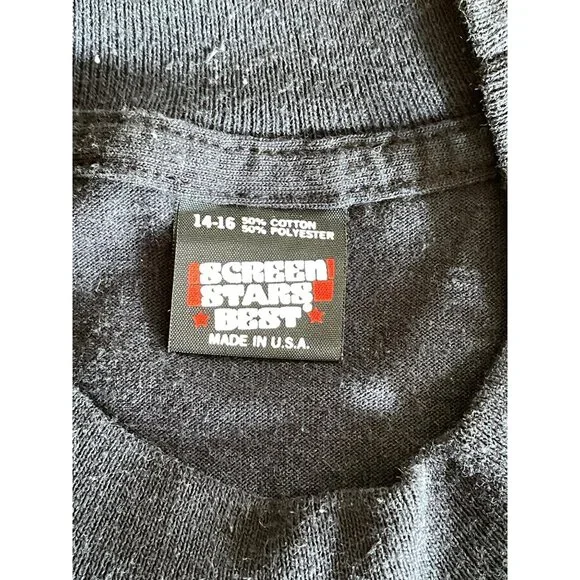 14-16 50% COTTON
50% POLYESTER
SCREEN
STARS
BEST
MADE IN U.S.A.